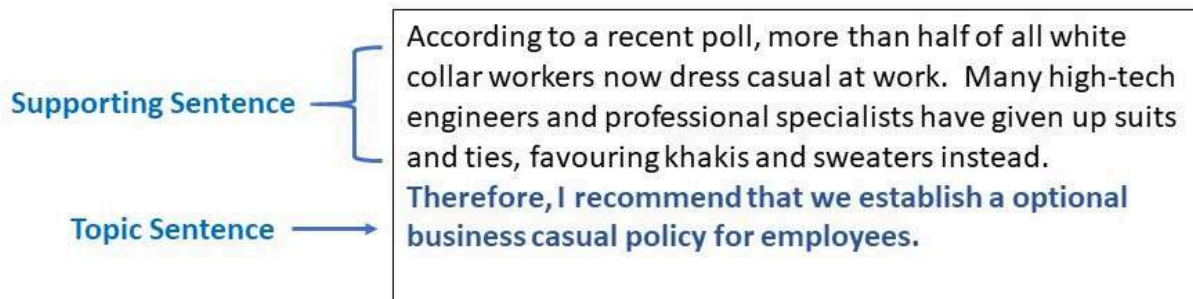 Supporting Sentence
According to a recent poll, more than half of all white
collar workers now dress casual at work.  Many high-tech
engineers and professional specialists have given up suits
and ties, favouring khakis and sweaters instead.
Topic Sentence
Therefore, I recommend that we establish a optional
business casual policy for employees.